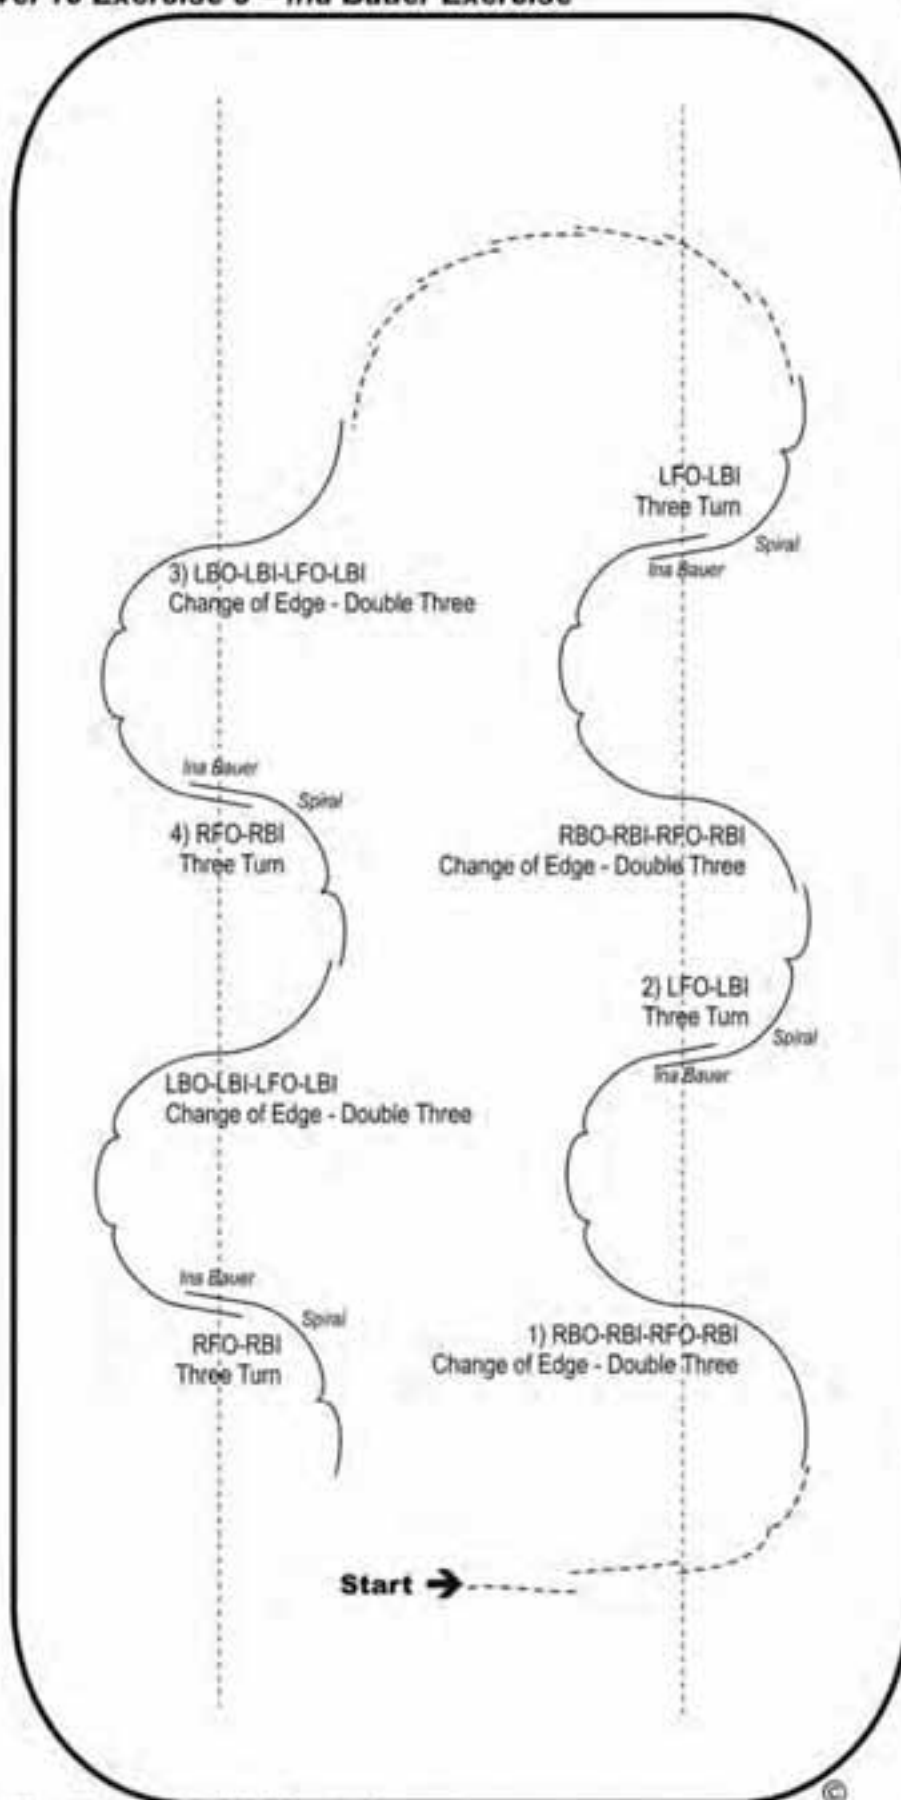 Exercise
Ina Bauer Exercise
LFO-LBI
Three Turn
Spiral
Ina Bauer
3) LBO-LBI-LFO-LBI
Change of Edge - Double Three
Ina Bauer
Spiral
4) RFO-RBI
Three Turn
RBO-RBI-RFO-RBI
Change of Edge - Double Three
2) LFO-LBI
Three Turn
Spiral
Ina Bauer
LBO-LBI-LFO-LBI
Change of Edge - Double Three
Ina Bauer
Spiral
RFO-RBI
Three Turn
1) RBO-RBI-RFO-RBI
Change of Edge - Double Three
Start
©